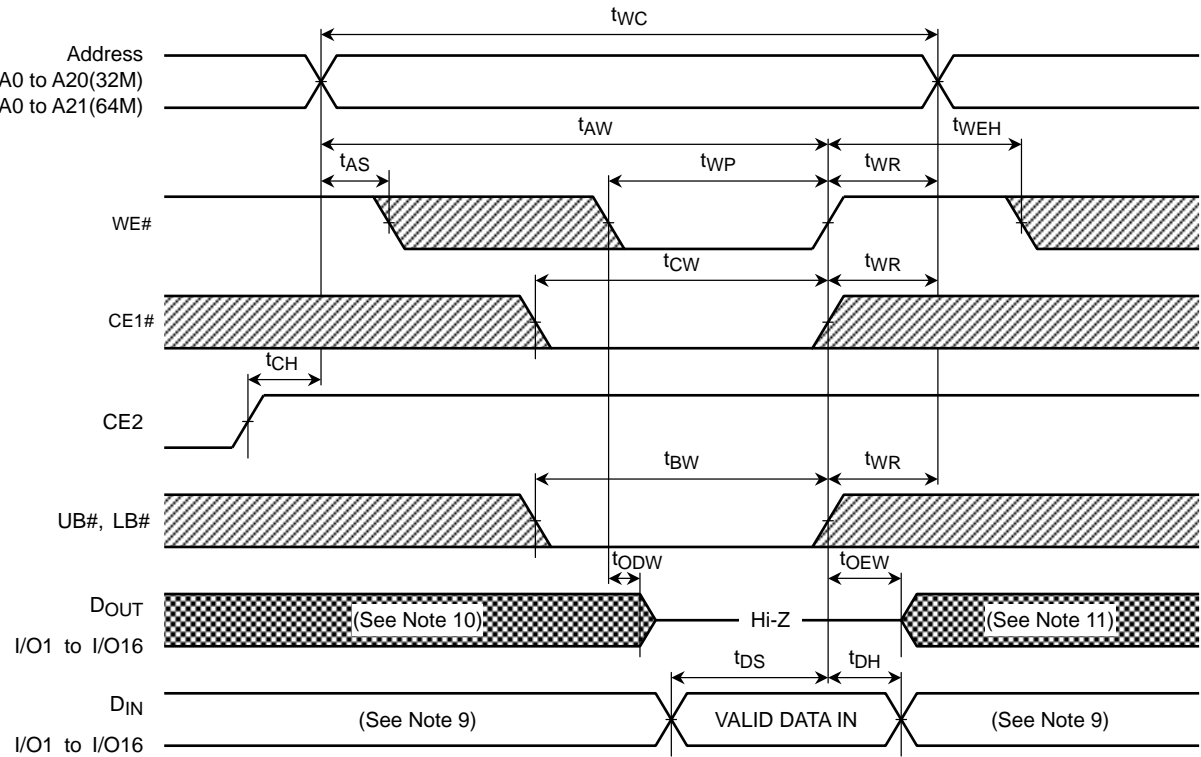 tWC
Address
A0 to A20(32M)
A0 to A21(64M)
tAW
tWEH
tAS
tWP
tWR
WE#
tCW
tWR
CE1#
tCH
CE2
tBW
tWR
UB#, LB#
tODW
tOEW
DOUT
I/O1 to I/O16
(See Note 10)
Hi-Z
(See Note 11)
tDS
tDH
DIN
I/O1 to I/O16
(See Note 9)
VALID DATA IN
(See Note 9)